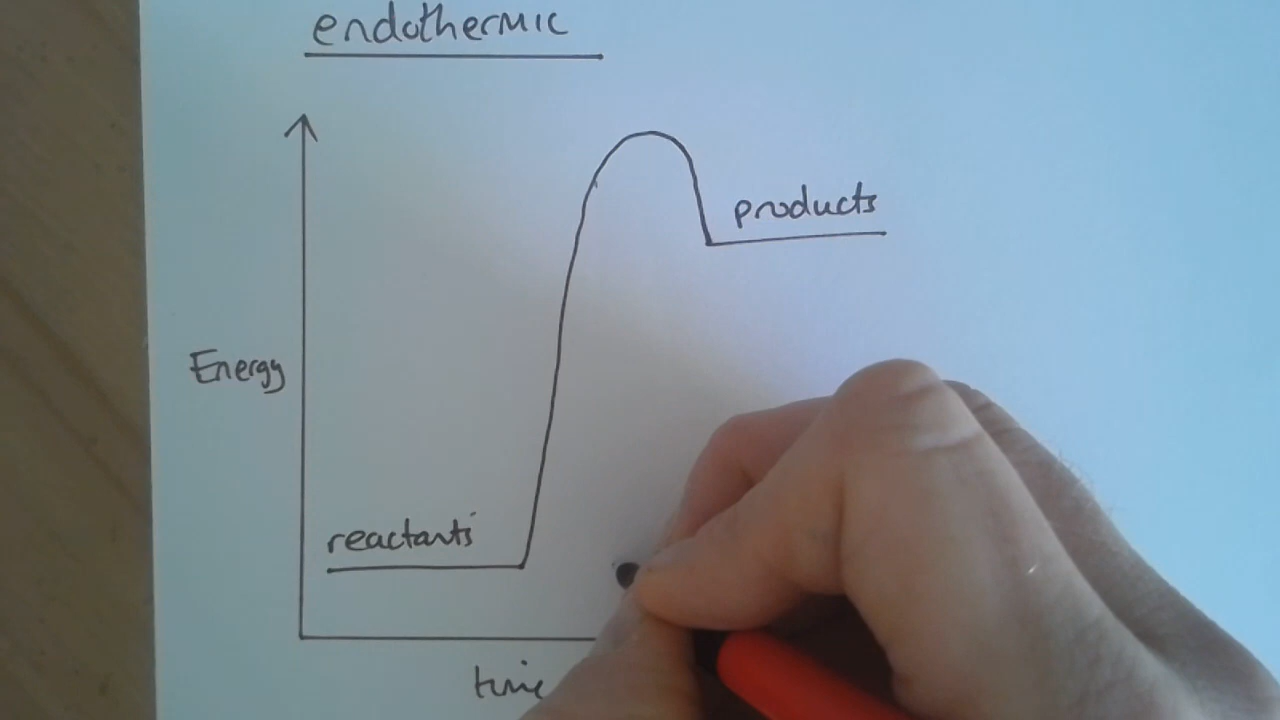 endothermic
products
Energy
reactants
time